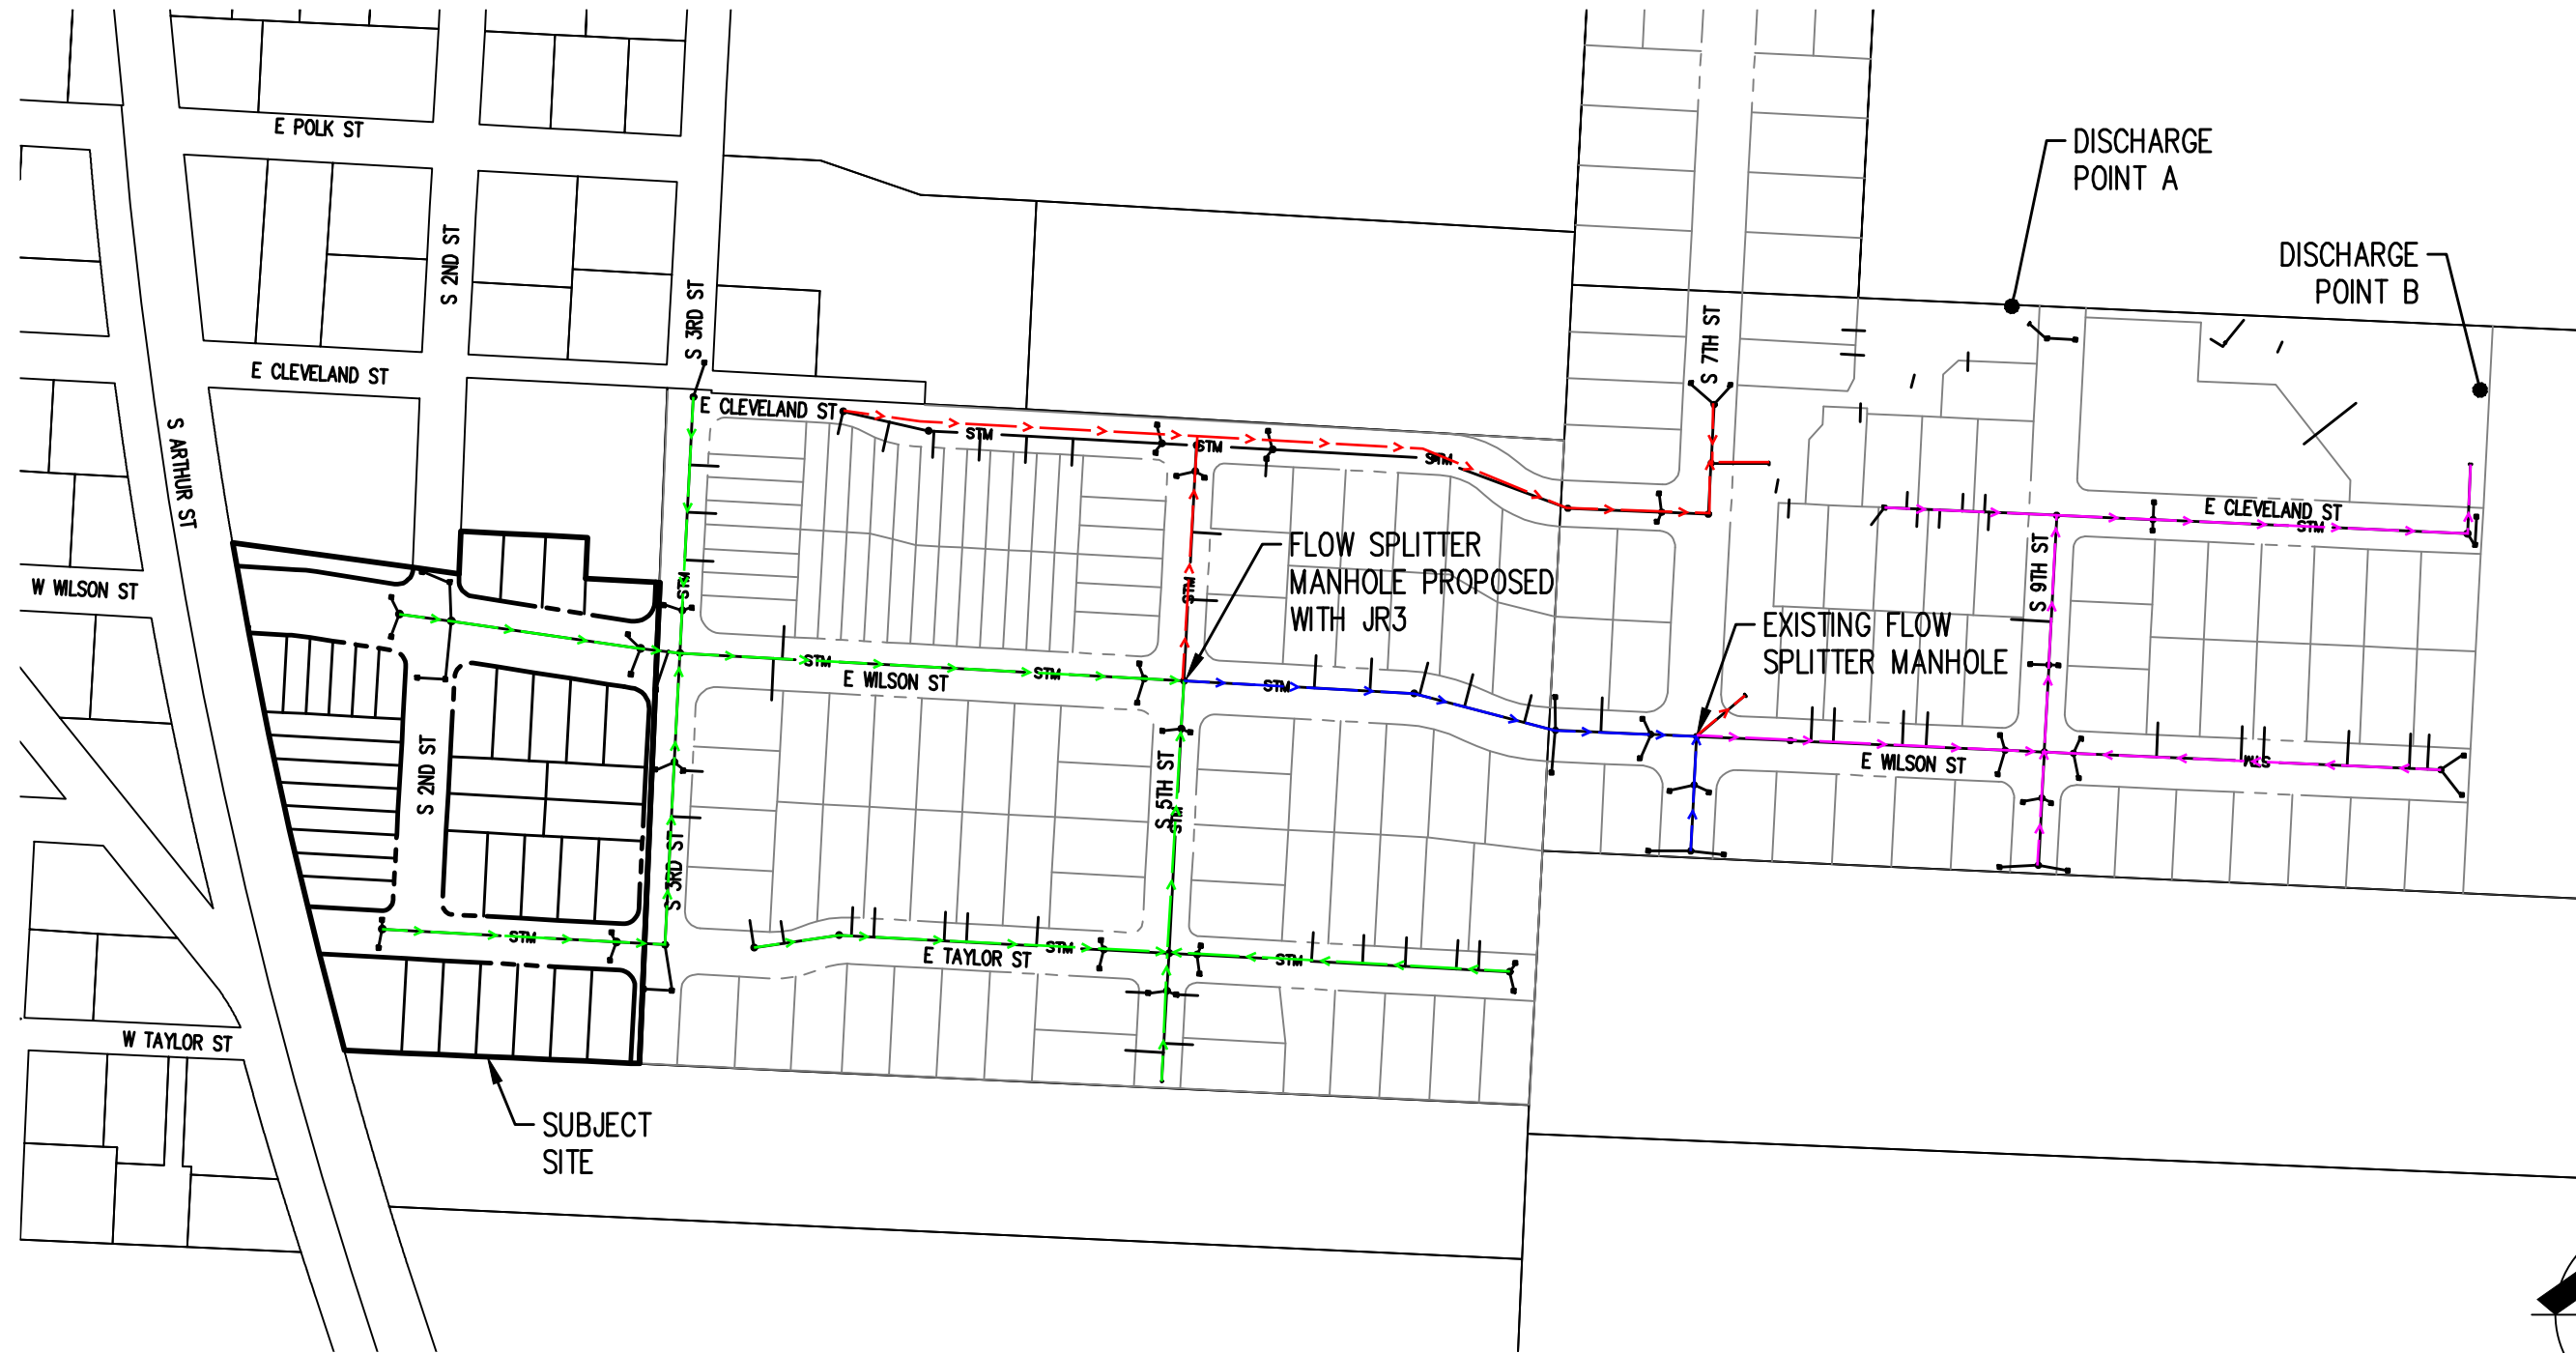 E POLK ST
DISCHARGE
POINT A
S 2ND ST
DISCHARGE
POINT B
S 3RD ST
S 7TH ST
E CLEVELAND ST
E CLEVELAND ST
STM
STM
STM
S ARTHUR ST
E CLEVELAND ST
STM
FLOW SPLITTER
MANHOLE PROPOSED
WITH JR3
S 9TH ST
W WILSON ST
STM
STM
EXISTING FLOW
SPLITTER MANHOLE
STM
STM
E WILSON ST
STM
E WILSON ST
STM
S 2ND ST
S 5TH ST
STM
S 3RD ST
STM
STM
E TAYLOR ST
STM
W TAYLOR ST
SUBJECT
SITE